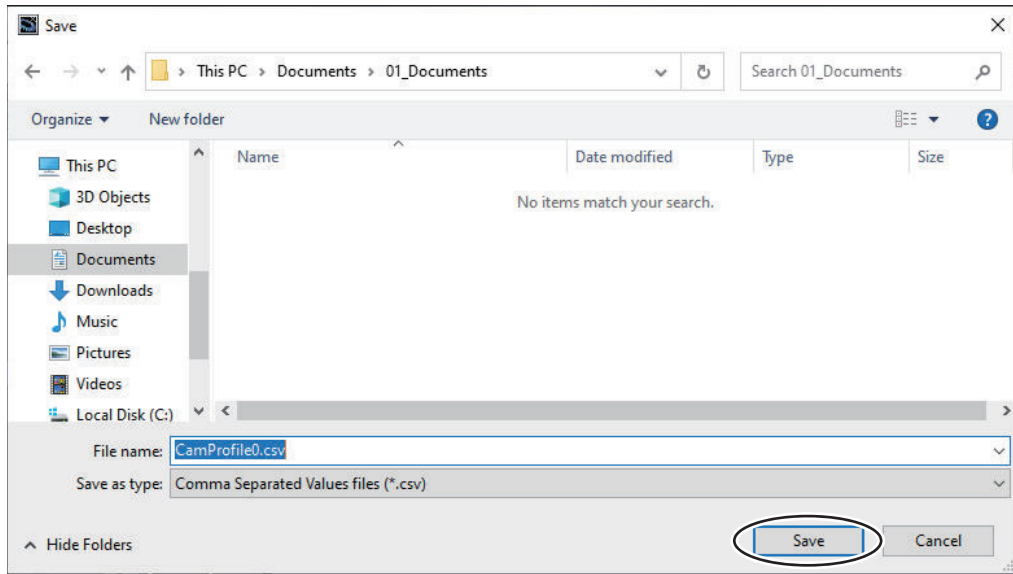 Save
This PC > Documents > 01_Documents
Search 01_Documents
Organize
New folder
?
Name
Date modified
Type
Size
No items match your search.
This PC
3D Objects
Desktop
Documents
Downloads
Music
Pictures
Videos
Local Disk (C:)
File name: CamProfile0.csv
Save as type: Comma Separated Values files (*.csv)
Hide Folders
Save
Cancel